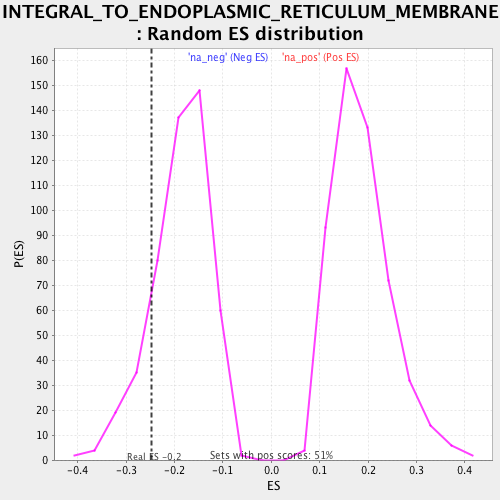 INTEGRAL_TO_ENDOPLASMIC_RETICULUM_MEMBRANE
: Random ES distribution
'na_neg' (Neg ES) 'na_pos' (Pos ES)
160
150
140
130
120
110
100
90
80
70
60
50
40
30
20
10
0
P(ES)
Real ES -0.2
Sets with pos scores: 51%
-0.4 -0.3 -0.2 -0.1 0.0 0.1 0.2 0.3 0.4
ES